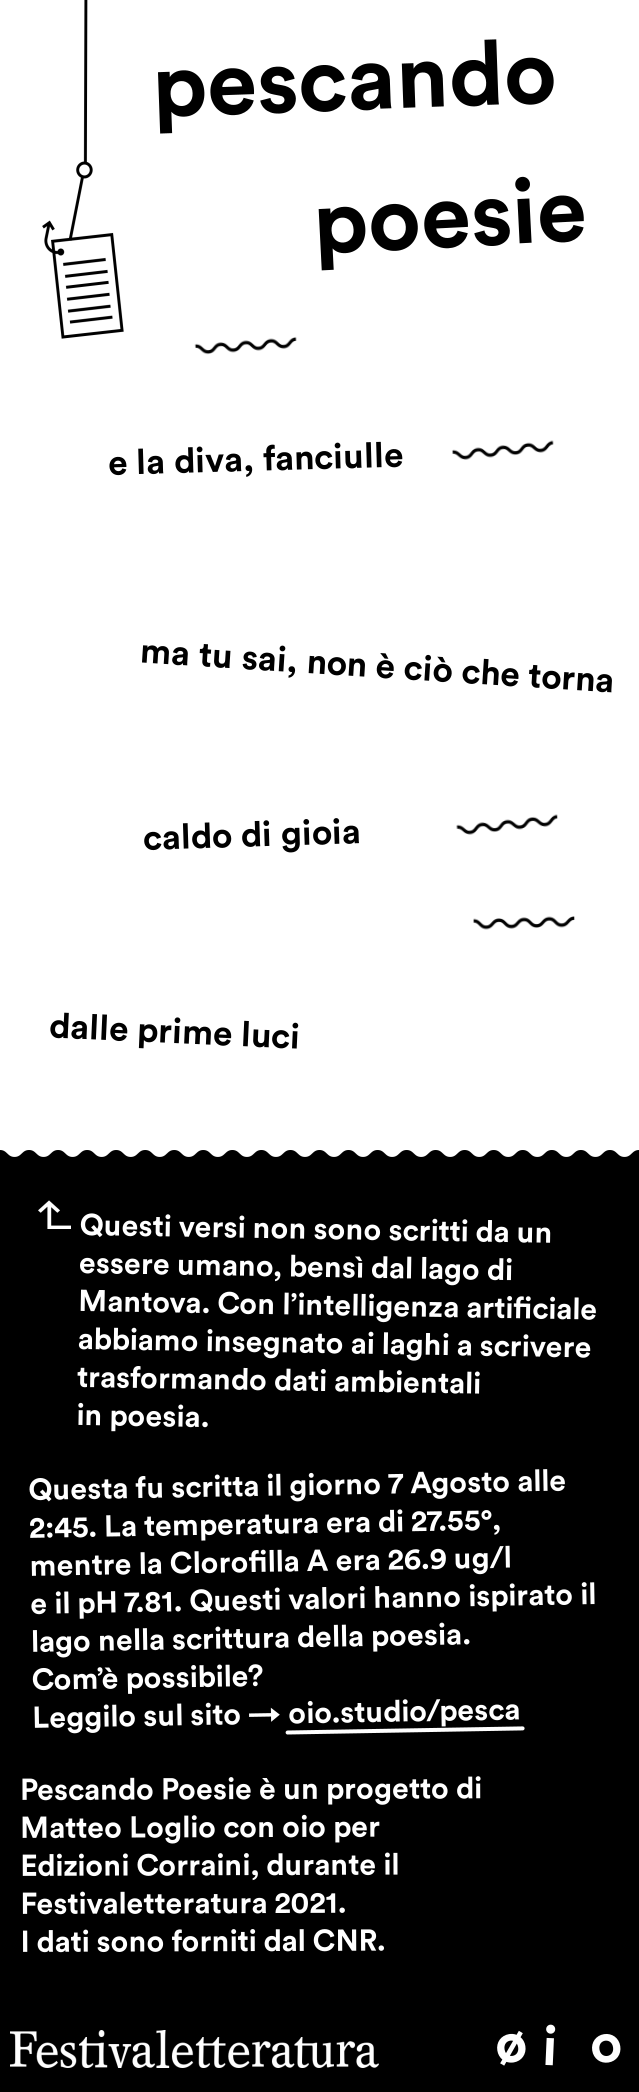 pescando
poesie
e la diva, fanciulle
ma tu sai, non è ciò che torna
caldo di gioia
dalle prime luci
Questi versi non sono scritti da un
essere umano, bensì dal lago di
Mantova. Con l’intelligenza artificiale
abbiamo insegnato ai laghi a scrivere
trasformando dati ambientali
in poesia.
Questa fu scritta il giorno 7 Agosto alle
2:45. La temperatura era di 27.55°,
mentre la Clorofilla A era 26.9 ug/l
e il pH 7.81. Questi valori hanno ispirato il
lago nella scrittura della poesia.
Com’è possibile?
Leggilo sul sito → oio.studio/pesca
Pescando Poesie è un progetto di
Matteo Loglio con oio per
Edizioni Corraini, durante il
Festivaletteratura 2021.
I dati sono forniti dal CNR.
Festivaletteratura øi o